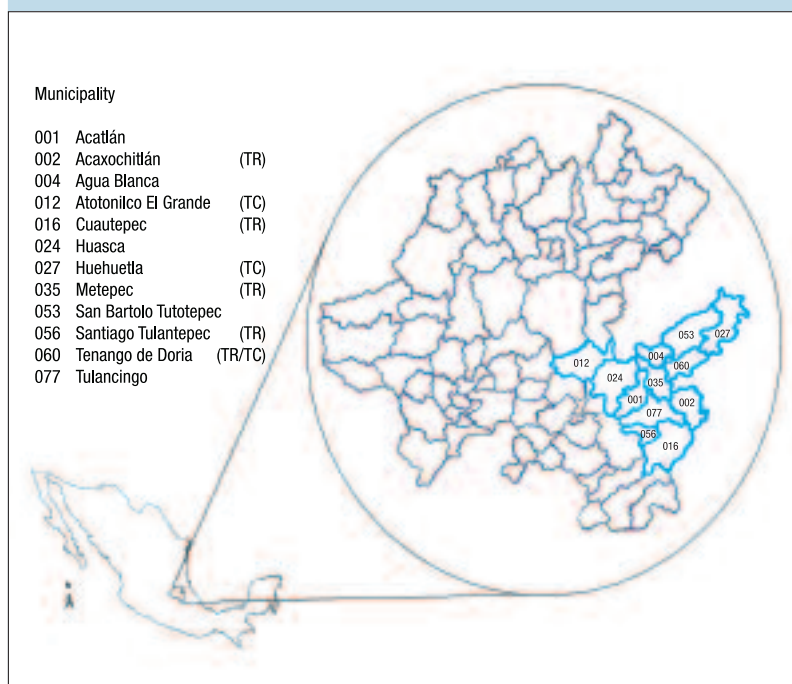 Municipality
001 Acatlán
002 Acaxochitlán (TR)
004 Agua Blanca
012 Atotonilco El Grande (TC)
016 Cuautepec (TR)
024 Huasca
027 Huehuetla (TC)
035 Metepec (TR)
053 San Bartolo Tutotepec
056 Santiago Tulantepec (TR)
060 Tenango de Doria (TR/TC)
077 Tulancingo
053
027
004
012
060
024
035
001
002
077
056
016